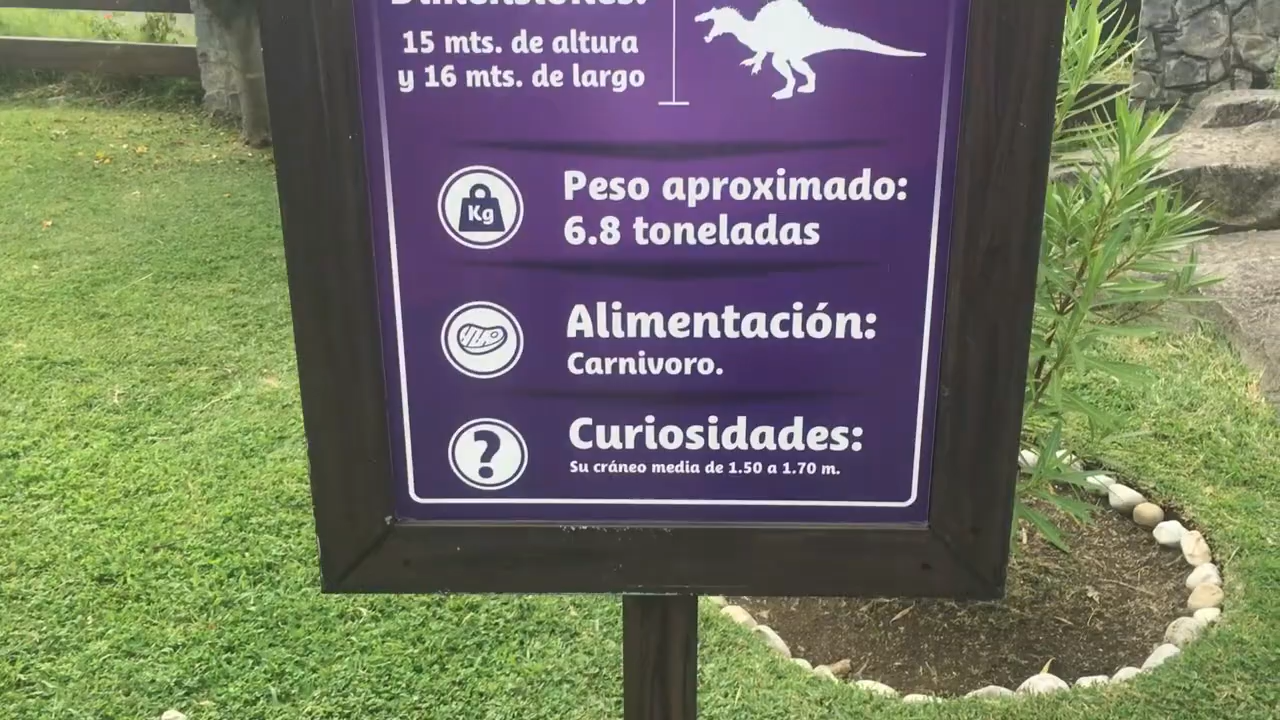 Dimensiones:
15 mts. de altura
y 16 mts. de largo
Kg
Peso aproximado:
6.8 toneladas
Alimentación:
Carnivoro.
?
Curiosidades:
Su cráneo media de 1.50 a 1.70 m.